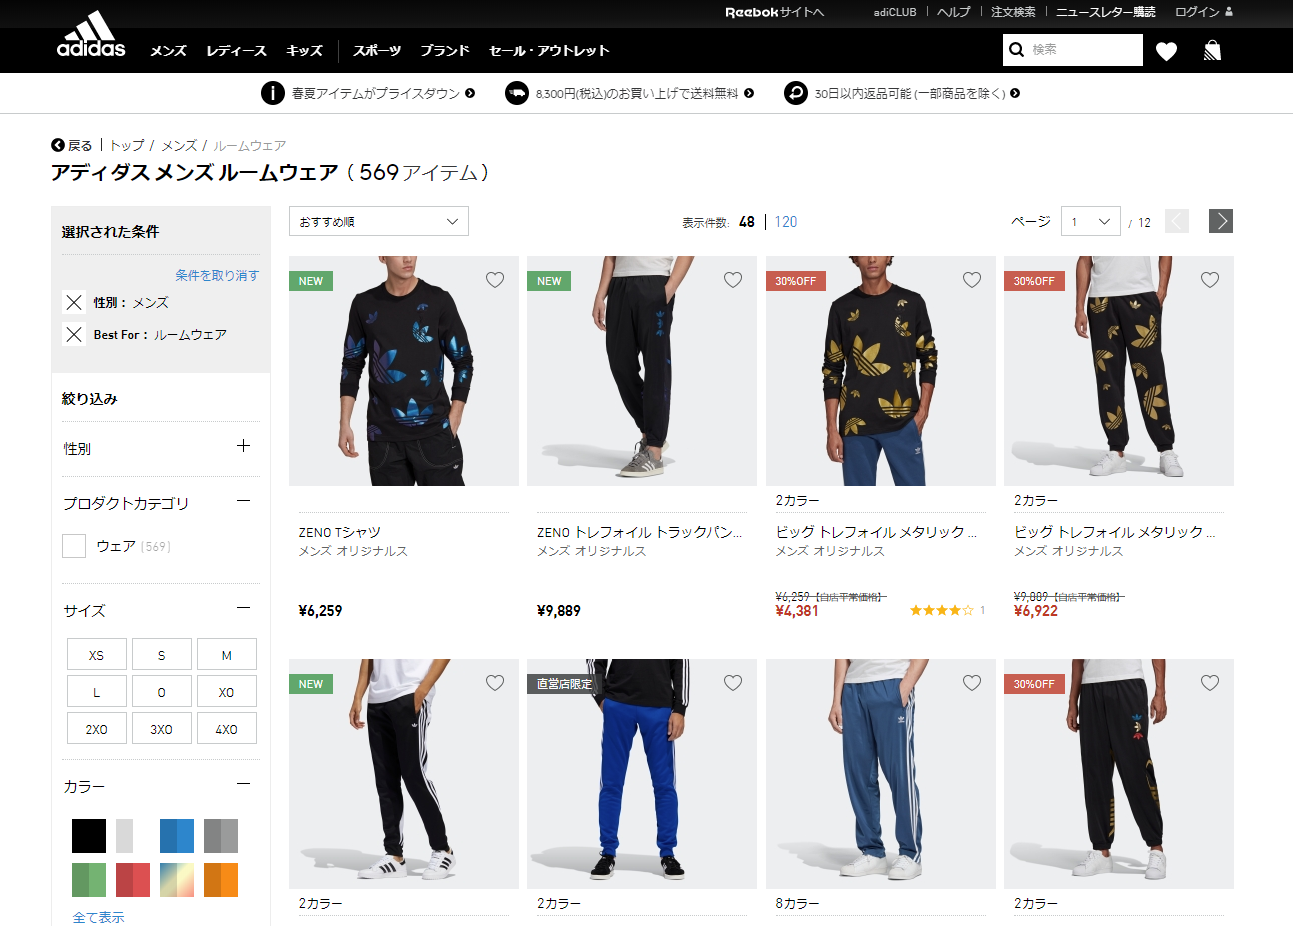 Reebokサイトへ
adiCLUB
ヘルプ
注文検索
ニュースレター購読
ログイン
adidas
メンズ
レディース
キッズ
スポーツ
ブランド
セール・アウトレット
検索
春夏アイテムがプライスダウン
8,300円(税込)のお買い上げで送料無料
30日以内返品可能 (一部商品を除く)
戻る
トップ / メンズ / ルームウェア
アディダス メンズ ルームウェア ( 569アイテム )
選択された条件
条件を取り消す
性別： メンズ
Best For： ルームウェア
絞り込み
性別
プロダクトカテゴリ
ウェア (569)
サイズ
XS
S
M
L
O
XO
2XO
3XO
4XO
カラー
全て表示
おすすめ順
表示件数: 48 | 120
ページ 1 / 12
NEW
ZENO Tシャツ
メンズ オリジナルス
¥6,259
NEW
ZENO トレフォイル トラックパン...
メンズ オリジナルス
¥9,889
30%OFF
2カラー
ビッグ トレフォイル メタリック ...
メンズ オリジナルス
¥6,259【自店平常価格】
¥4,381
1
30%OFF
2カラー
ビッグ トレフォイル メタリック ...
メンズ オリジナルス
¥9,889【自店平常価格】
¥6,922
NEW
2カラー
直営店限定
2カラー
8カラー
30%OFF
2カラー